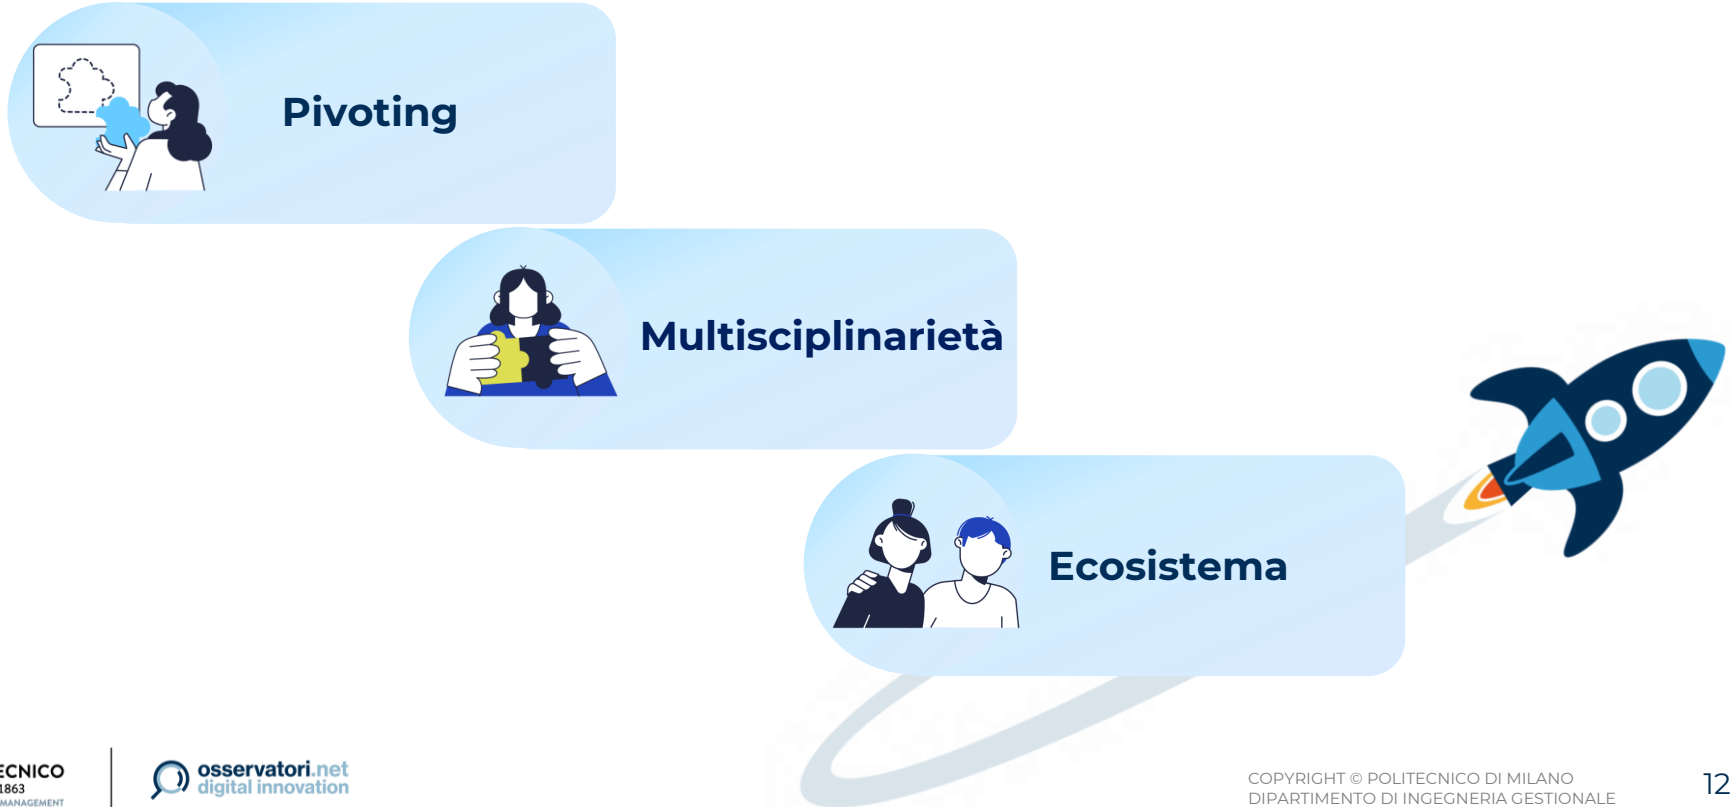 Pivoting
Multisciplinarietà
Ecosistema
ECNICO
1863
MANAGEMENT
osservatori.net
digital innovation
COPYRIGHT © POLITECNICO DI MILANO
DIPARTIMENTO DI INGEGNERIA GESTIONALE
12